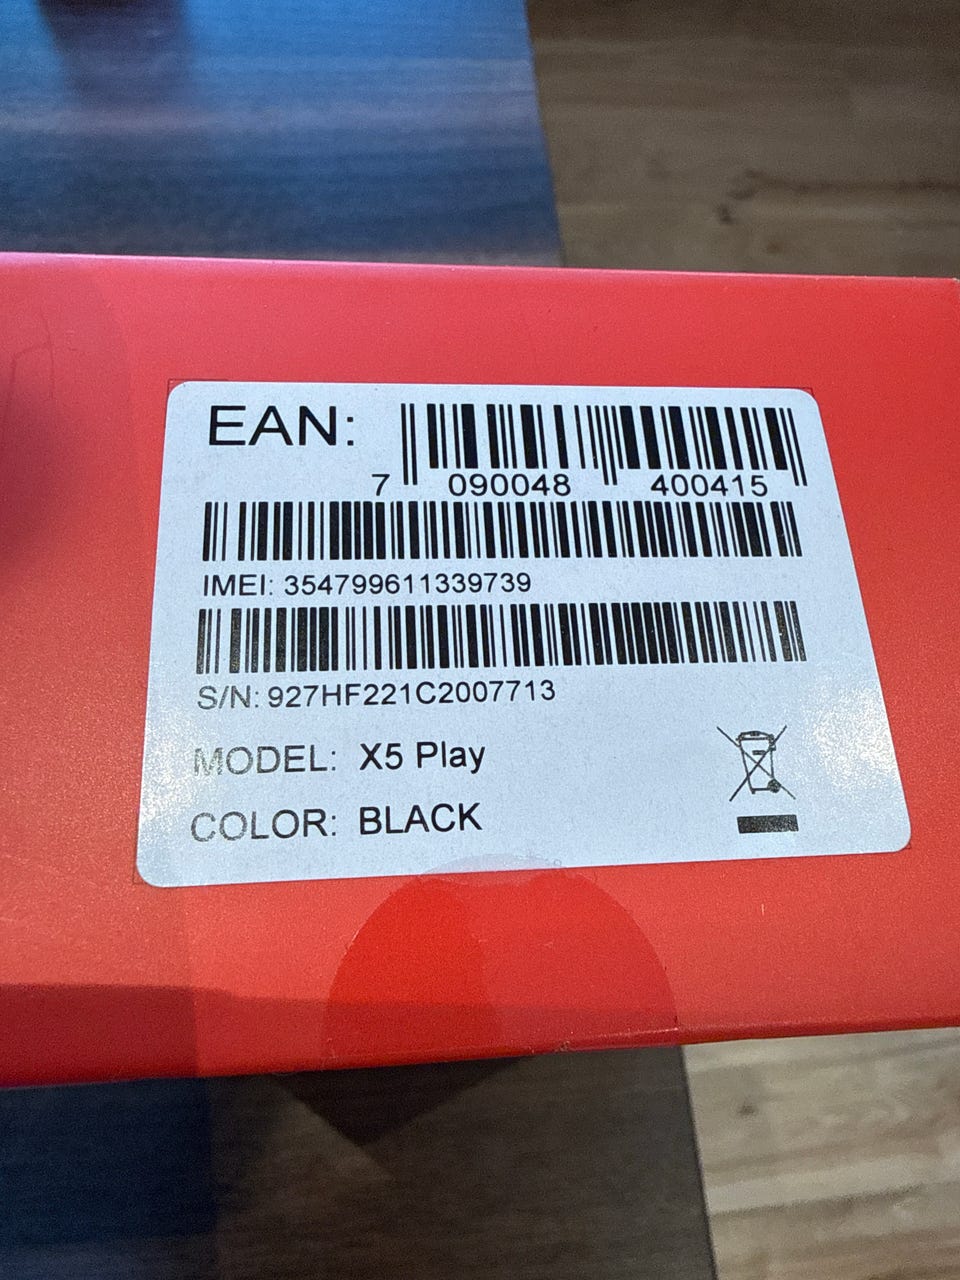 EAN:
7 090048 400415
IMEI: 354799611339739
S/N: 927HF221C2007713
MODEL: X5 Play
COLOR: BLACK